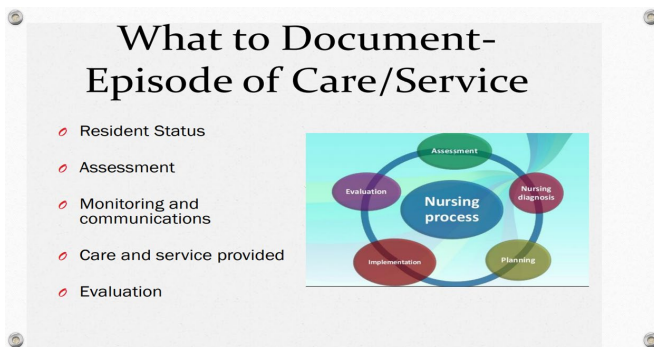 What to Document-
Episode of Care/Service
Resident Status
Assessment
Monitoring and
communications
Care and service provided
Evaluation
Assessment
Evaluation
Nursing
diagnosis
Nursing
process
Implementation
Planning